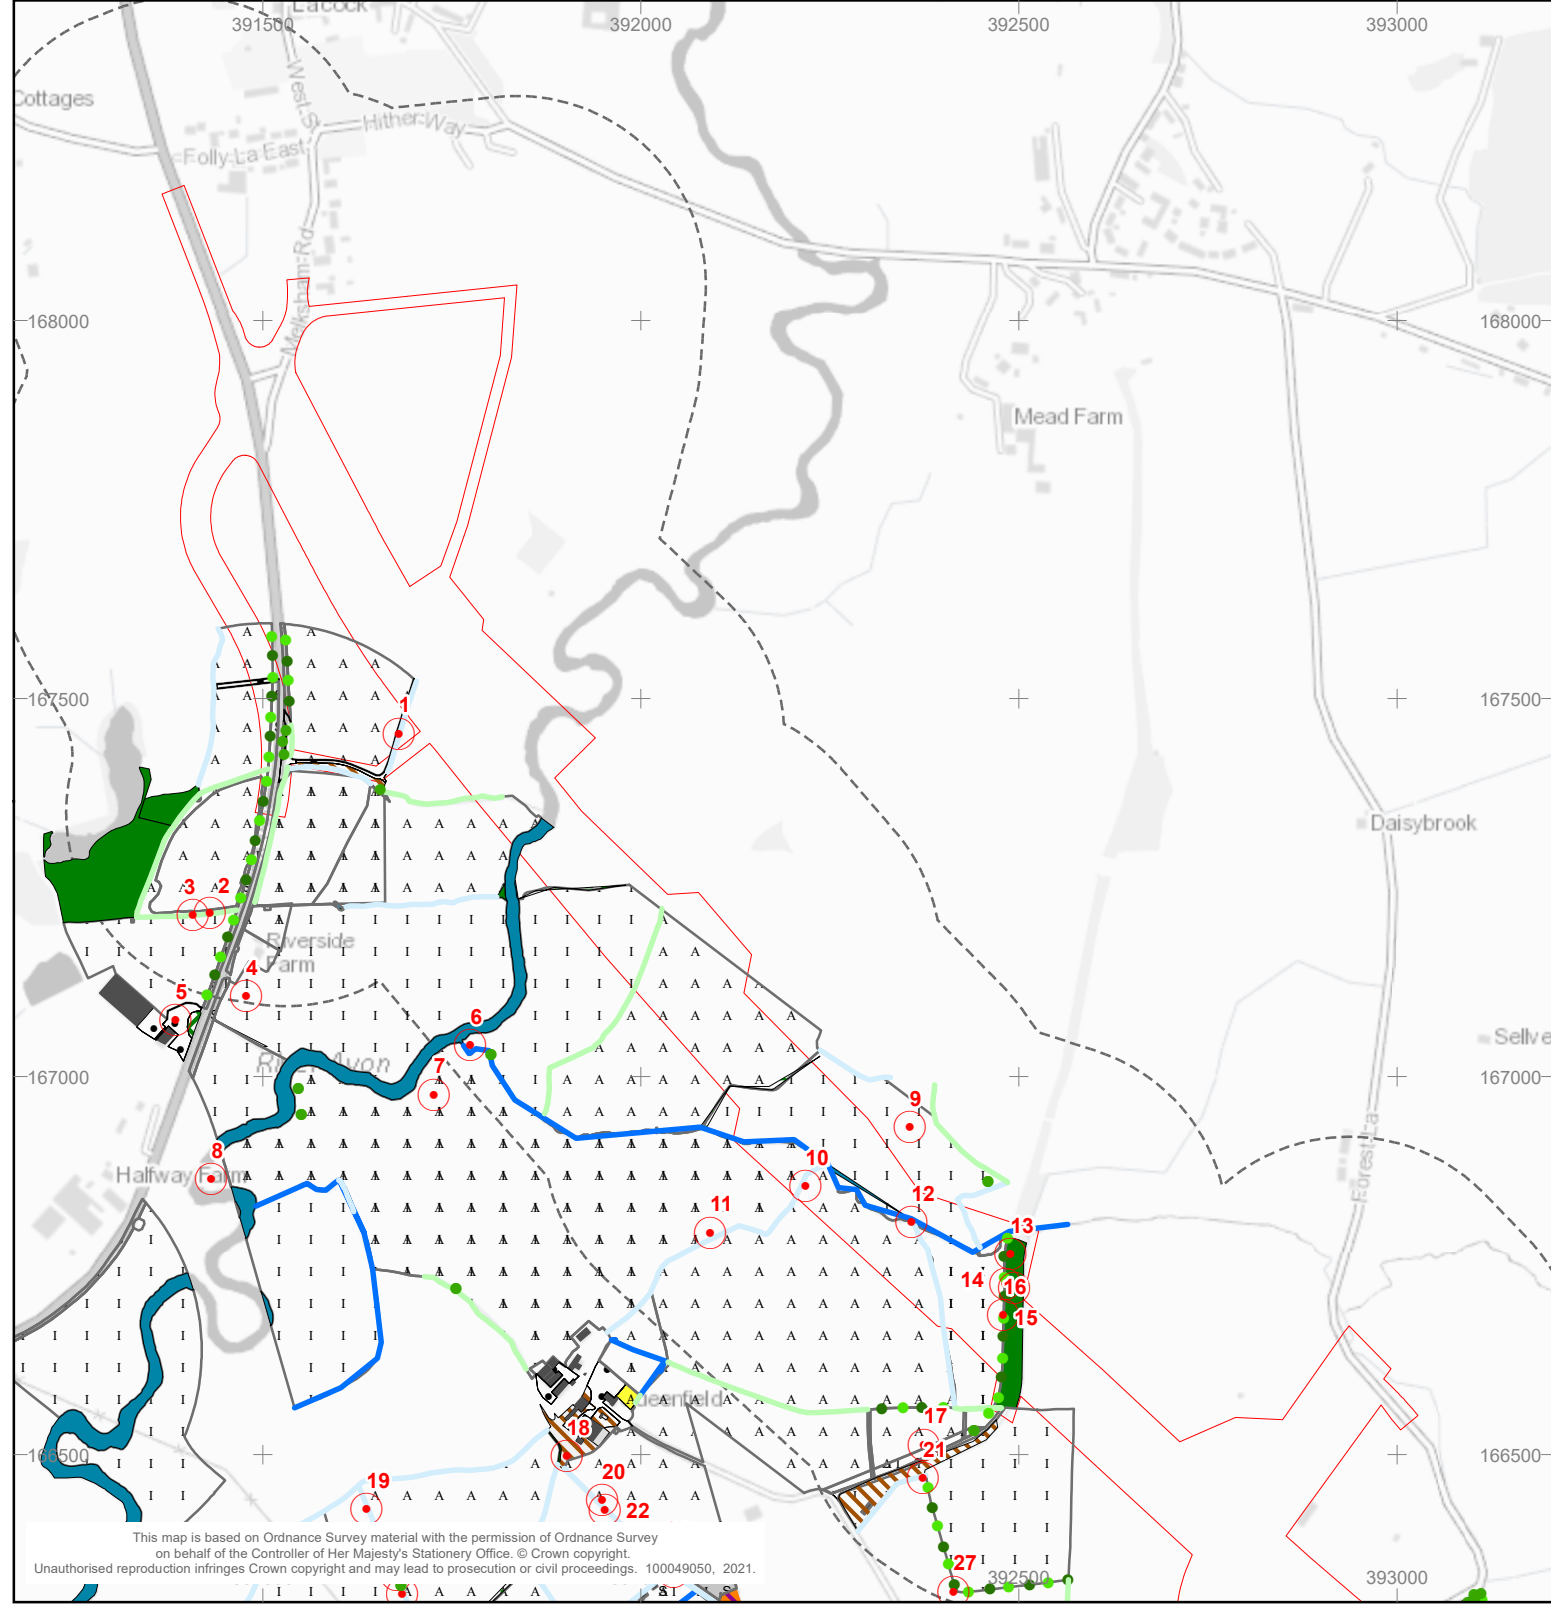 Lacock
391500
392000
392500
393000
Cottages
West S
Hither Way
Folly La East
Melksham Rd
168000
168000
Mead Farm
167500
167500
1
Daisybrook
3
2
Riverside
Farm
4
5
6
Sellve
River Avon
7
167000
167000
9
8
10
Halfway Farm
11
12
Forest La
13
14
16
15
ueenfield
17
18
21
166500
166500
19
20
22
This map is based on Ordnance Survey material with the permission of Ordnance Survey
on behalf of the Controller of Her Majesty's Stationery Office. © Crown copyright.
Unauthorised reproduction infringes Crown copyright and may lead to prosecution or civil proceedings. 100049050, 2021.
27
392500
393000